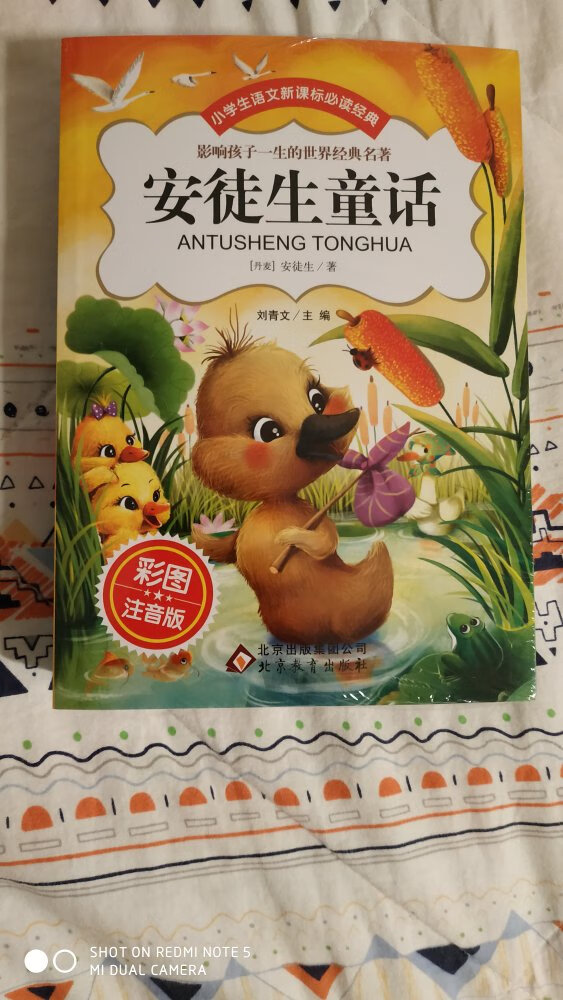 小学生语文新课标必读经典
影响孩子一生的世界经典名著
安徒生童话
ANTUSHENG TONGHUA
[丹麦] 安徒生/著
刘青文/主 编
彩图
注音版
北京出版集团公司
北京教育出版社
SHOT ON REDMI NOTE 5
MI DUAL CAMERA